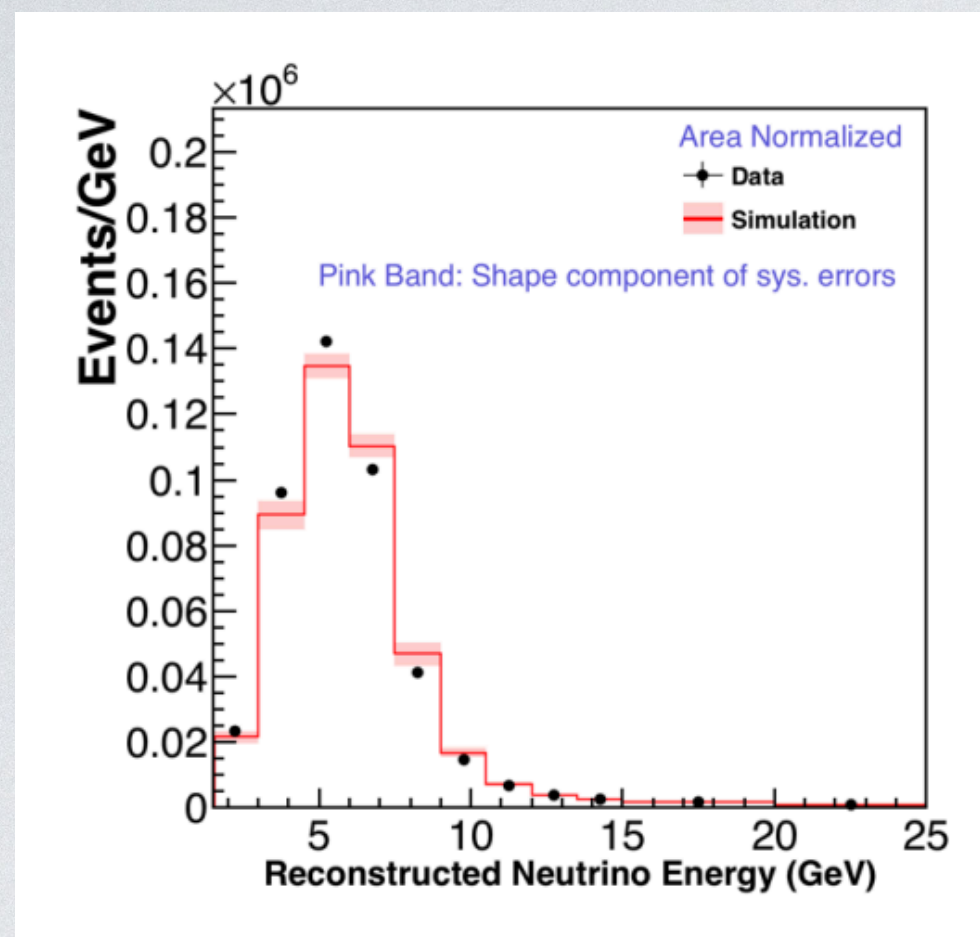 ×10⁶
Events/GeV
0.2
0.18
0.16
0.14
0.12
0.1
0.08
0.06
0.04
0.02
0
Area Normalized
Data
Simulation
Pink Band: Shape component of sys. errors
5 10 15 20 25
Reconstructed Neutrino Energy (GeV)